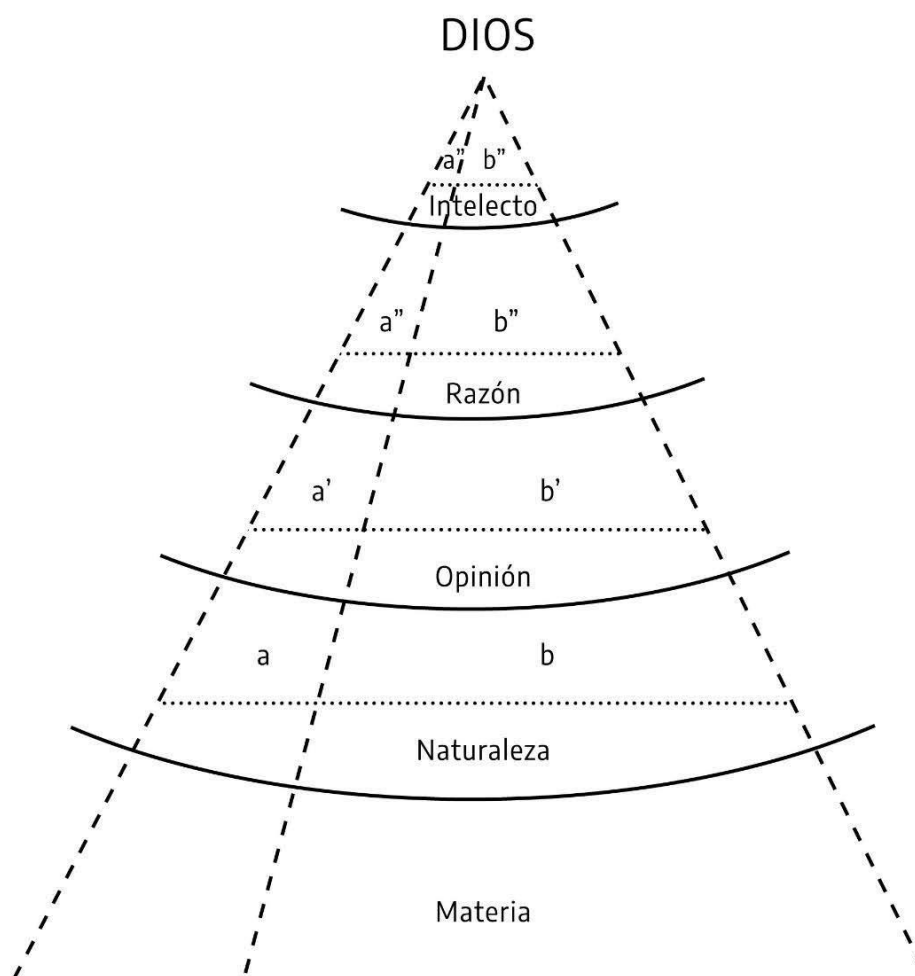 DIOS
a” b”
Intelecto
a” b”
Razón
a’ b’
Opinión
a b
Naturaleza
Materia